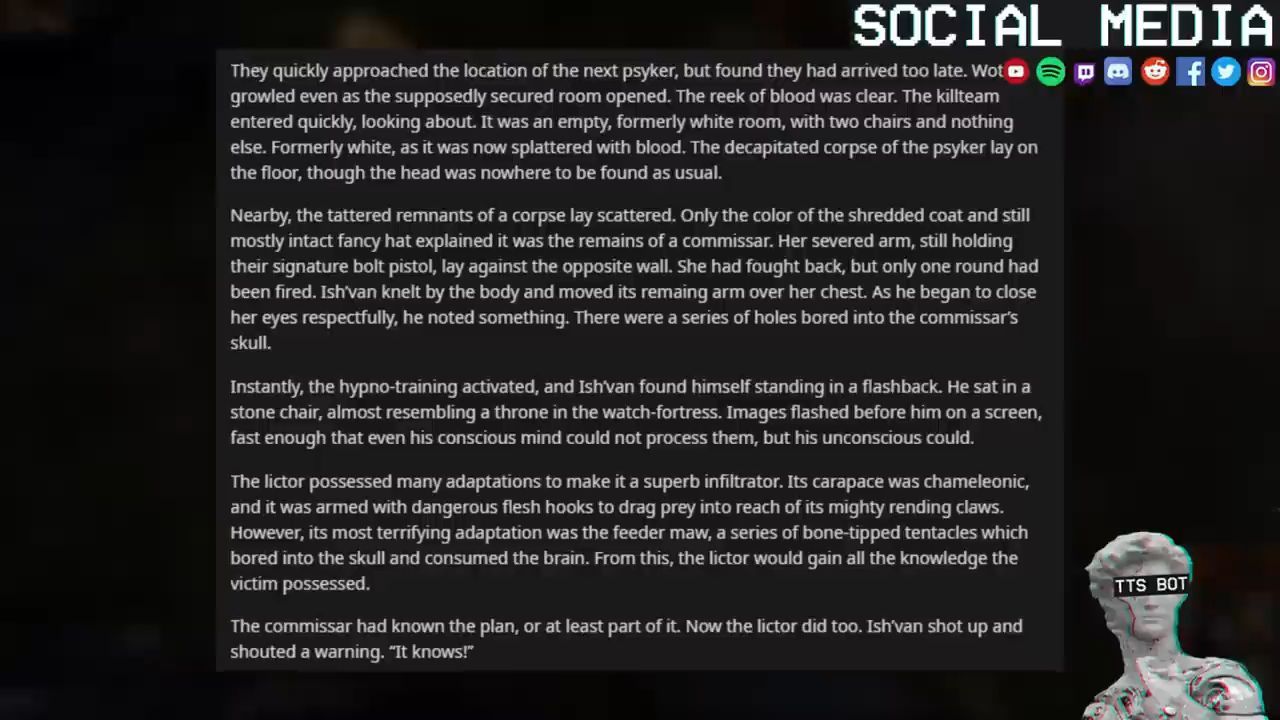 SOCIAL MEDIA
They quickly approached the location of the next psyker, but found they had arrived too late. Wot
growled even as the supposedly secured room opened. The reek of blood was clear. The killteam
entered quickly, looking about. It was an empty, formerly white room, with two chairs and nothing
else. Formerly white, as it was now splattered with blood. The decapitated corpse of the psyker lay on
the floor, though the head was nowhere to be found as usual.
Nearby, the tattered remnants of a corpse lay scattered. Only the color of the shredded coat and still
mostly intact fancy hat explained it was the remains of a commissar. Her severed arm, still holding
their signature bolt pistol, lay against the opposite wall. She had fought back, but only one round had
been fired. Ish’van knelt by the body and moved its remaing arm over her chest. As he began to close
her eyes respectfully, he noted something. There were a series of holes bored into the commissar’s
skull.
Instantly, the hypno-training activated, and Ish’van found himself standing in a flashback. He sat in a
stone chair, almost resembling a throne in the watch-fortress. Images flashed before him on a screen,
fast enough that even his conscious mind could not process them, but his unconscious could.
The lictor possessed many adaptations to make it a superb infiltrator. Its carapace was chameleonic,
and it was armed with dangerous flesh hooks to drag prey into reach of its mighty rending claws.
However, its most terrifying adaptation was the feeder maw, a series of bone-tipped tentacles which
bored into the skull and consumed the brain. From this, the lictor would gain all the knowledge the
victim possessed.
The commissar had known the plan, or at least part of it. Now the lictor did too. Ish’van shot up and
shouted a warning. “It knows!”
TTS BOT